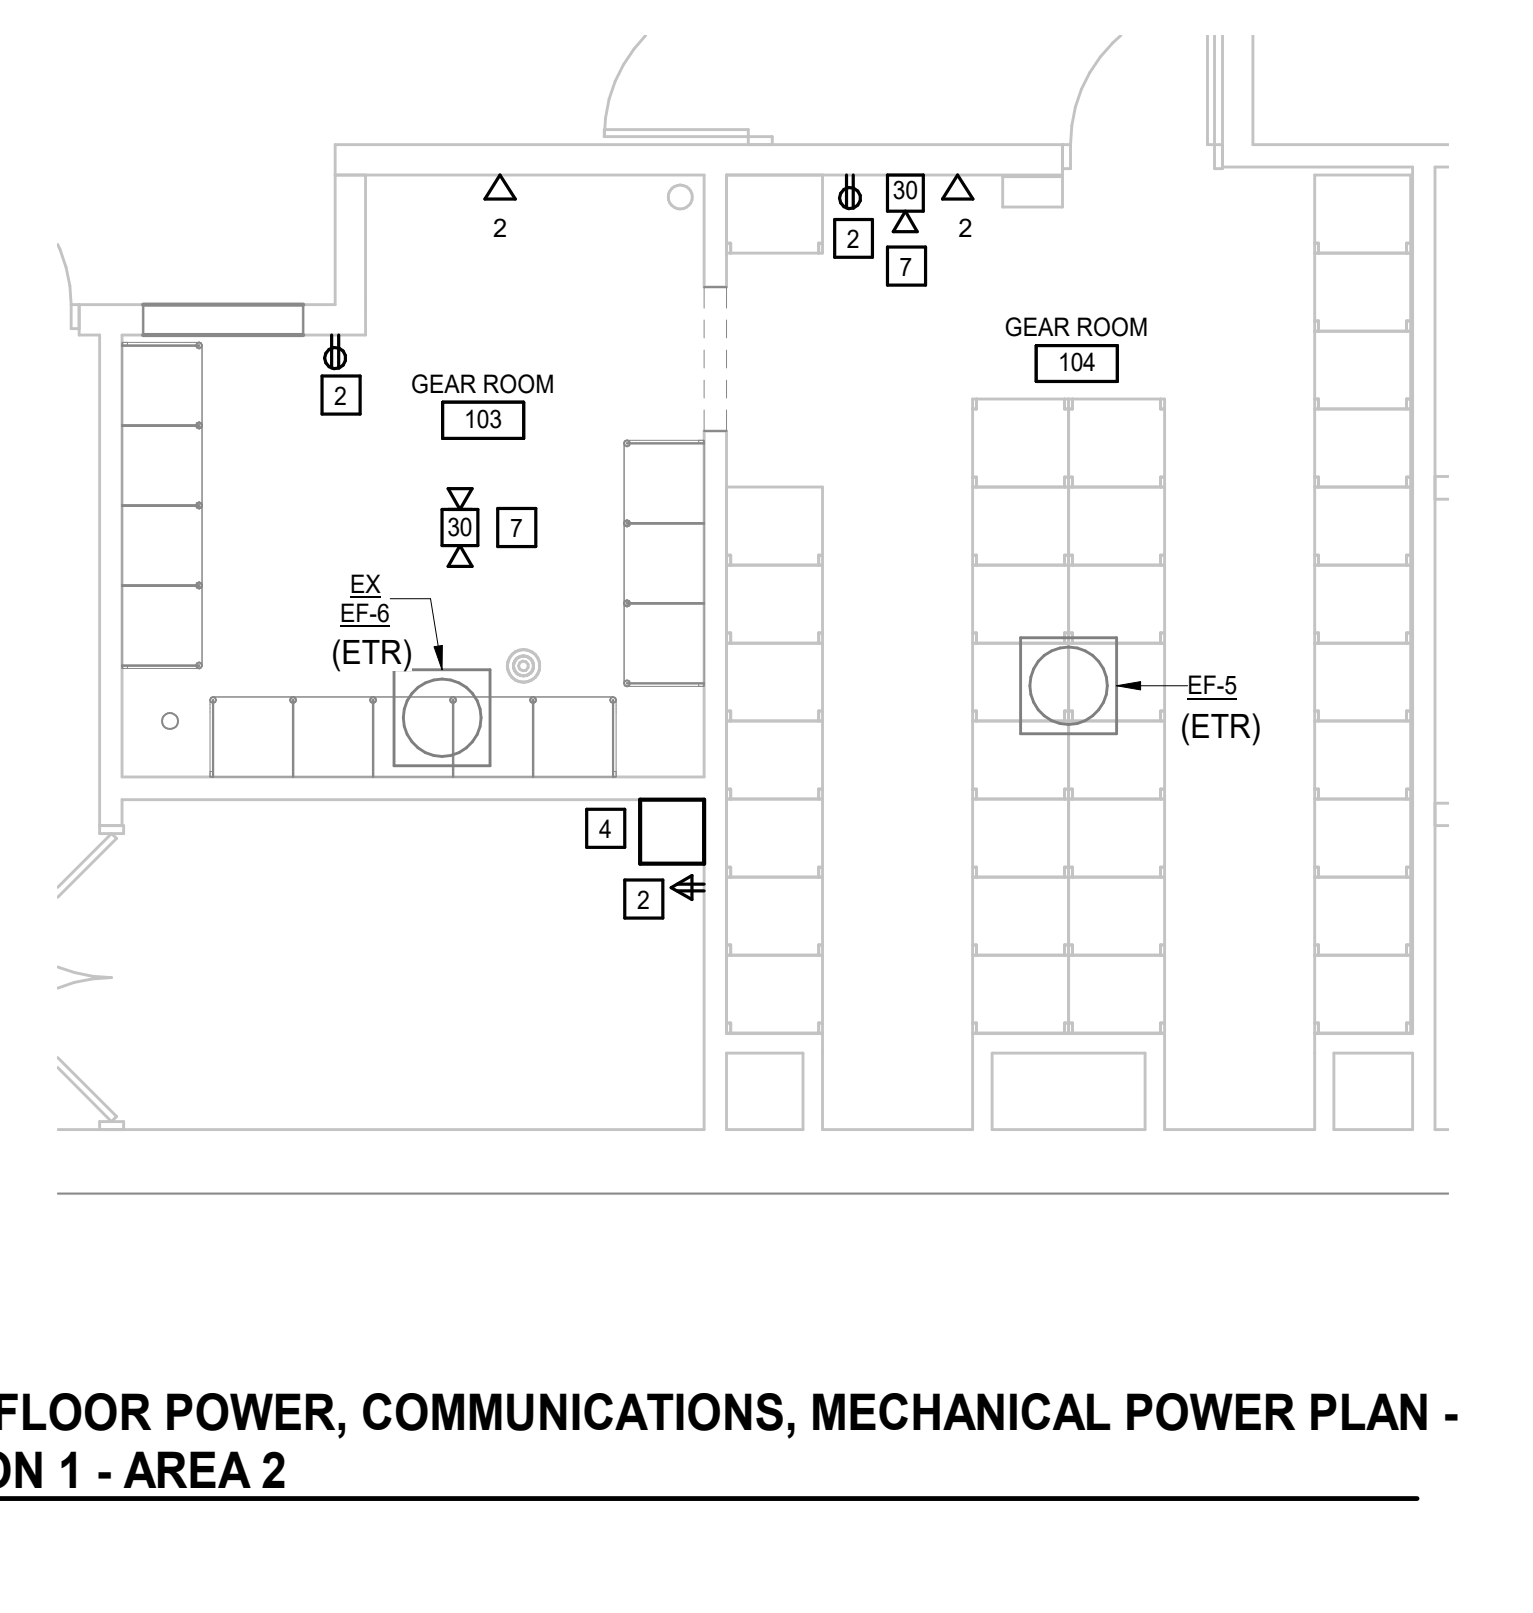 2
30
2
2
7
GEAR ROOM
104
GEAR ROOM
103
2
30
7
EX
EF-6
(ETR)
EF-5
(ETR)
4
2
FLOOR POWER, COMMUNICATIONS, MECHANICAL POWER PLAN -
ON 1 - AREA 2